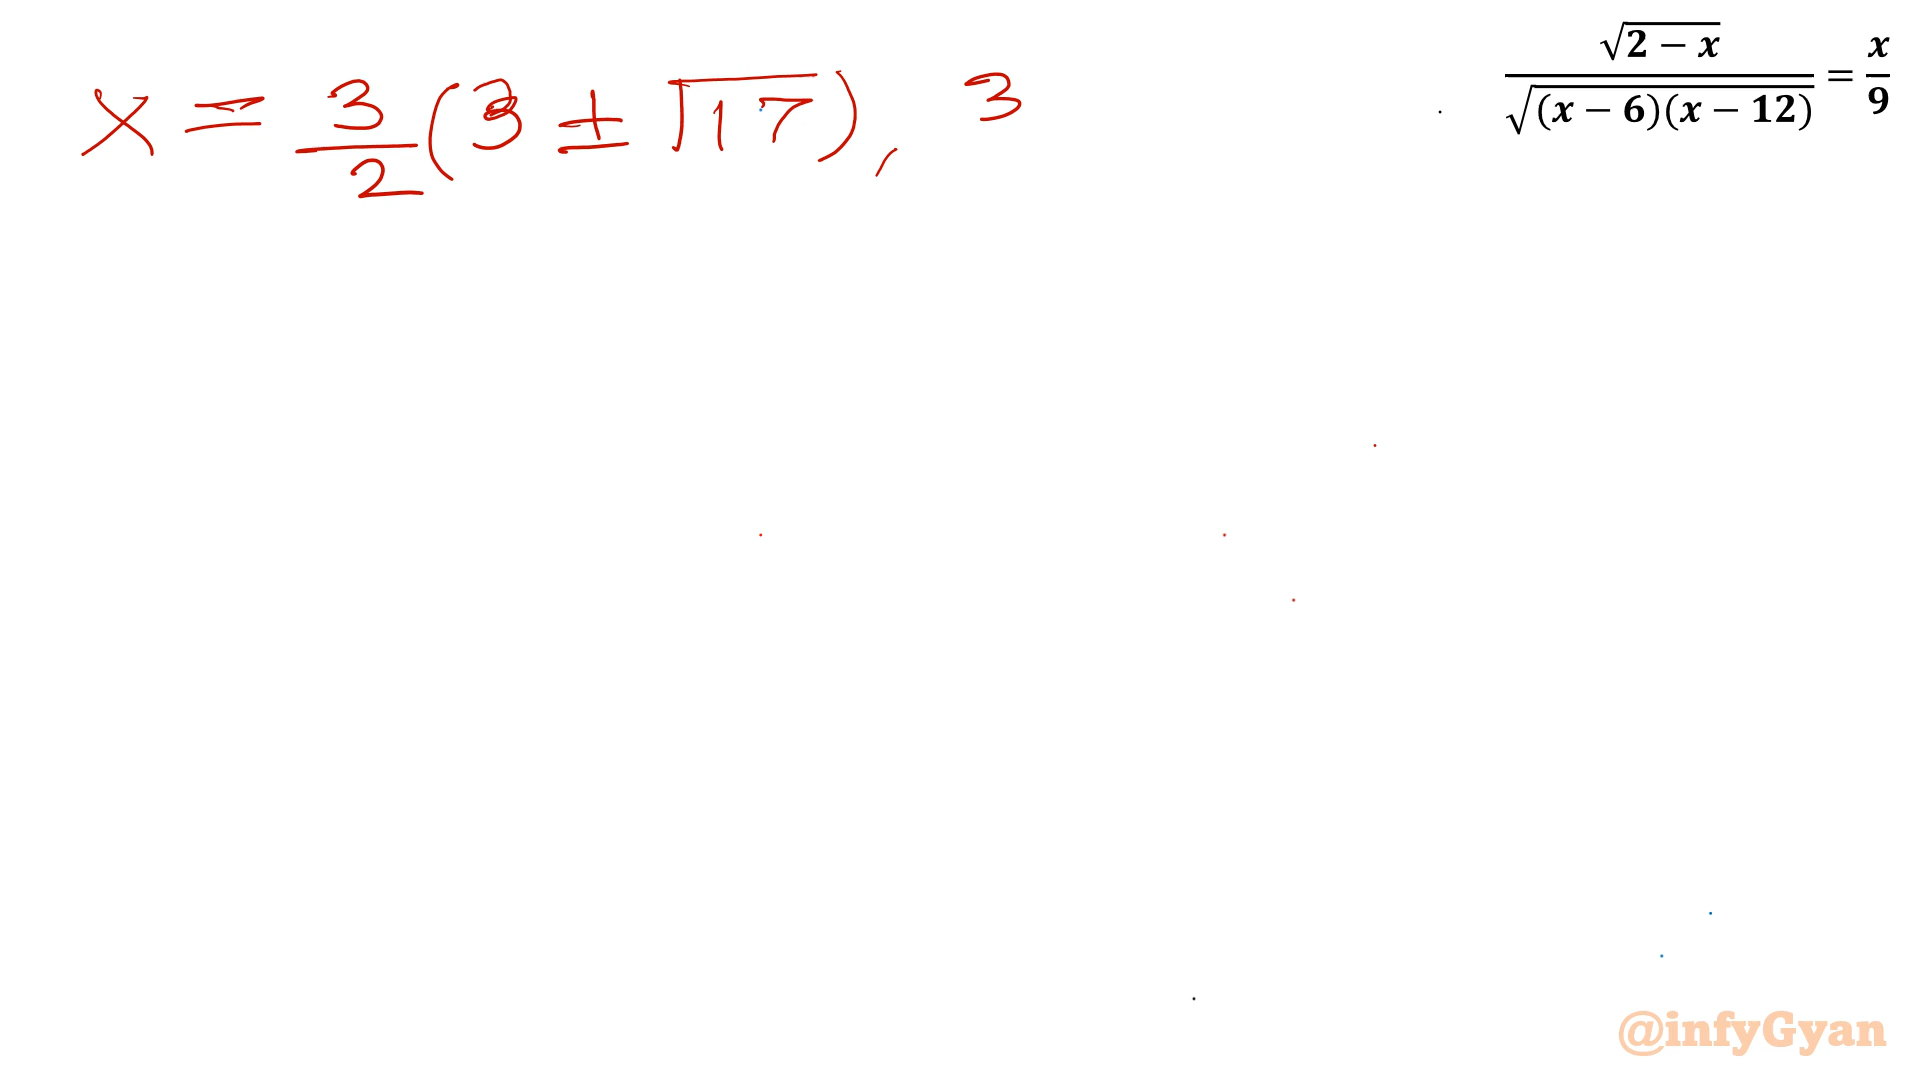 x = 3/2 (3 ± √17), 3
√(2 − x) / √((x − 6)(x − 12)) = x/9
@infyGyan